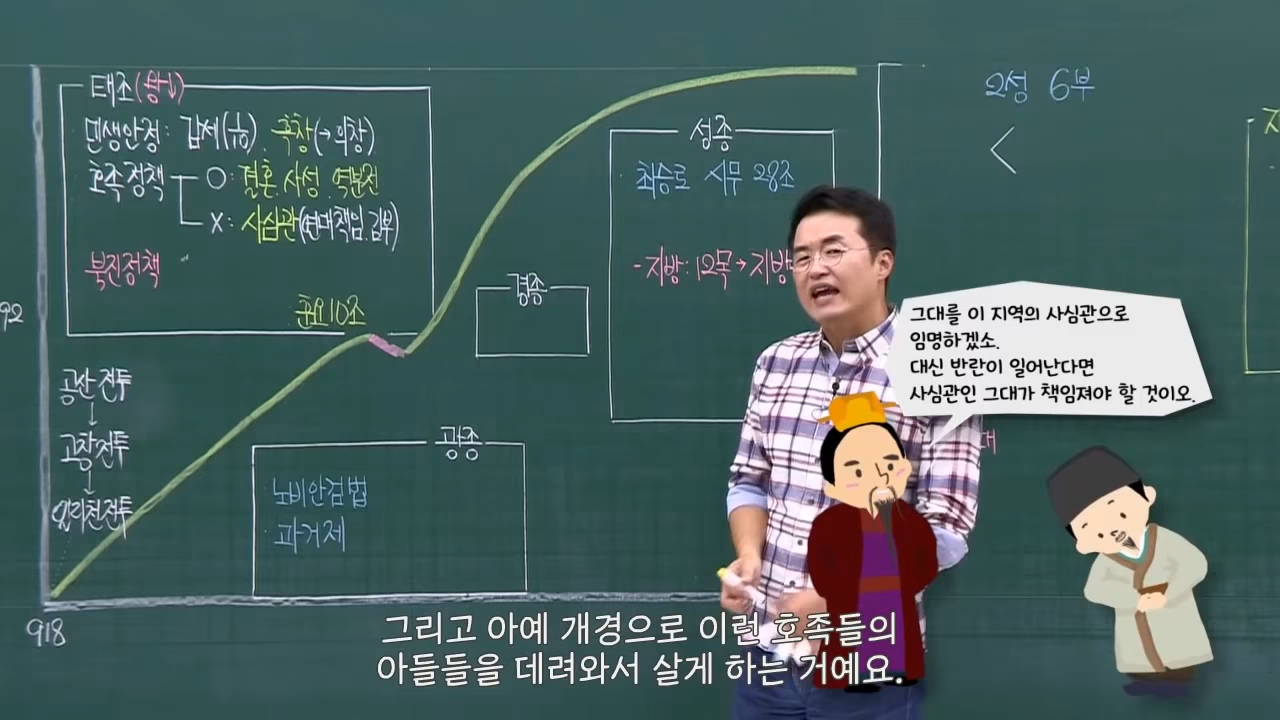 태조(왕↓)
민생안정: 감세(1/10). 흑창(→의창)
호족정책 O: 결혼. 사성. 역분전
X: 사심관(연대책임. 김부)
북진정책
훈요10조
92
공산전투
↓
고창전투
↓
일리천전투
918
경종
광종
노비안검법
· 과거제
성종
· 최승로 시무 28조
- 지방: 12목 → 지방
2성 6부
<
그대를 이 지역의 사심관으로
임명하겠소.
대신 반란이 일어난다면
사심관인 그대가 책임져야 할 것이오.
그리고 아예 개경으로 이런 호족들의
아들들을 데려와서 살게 하는 거예요.